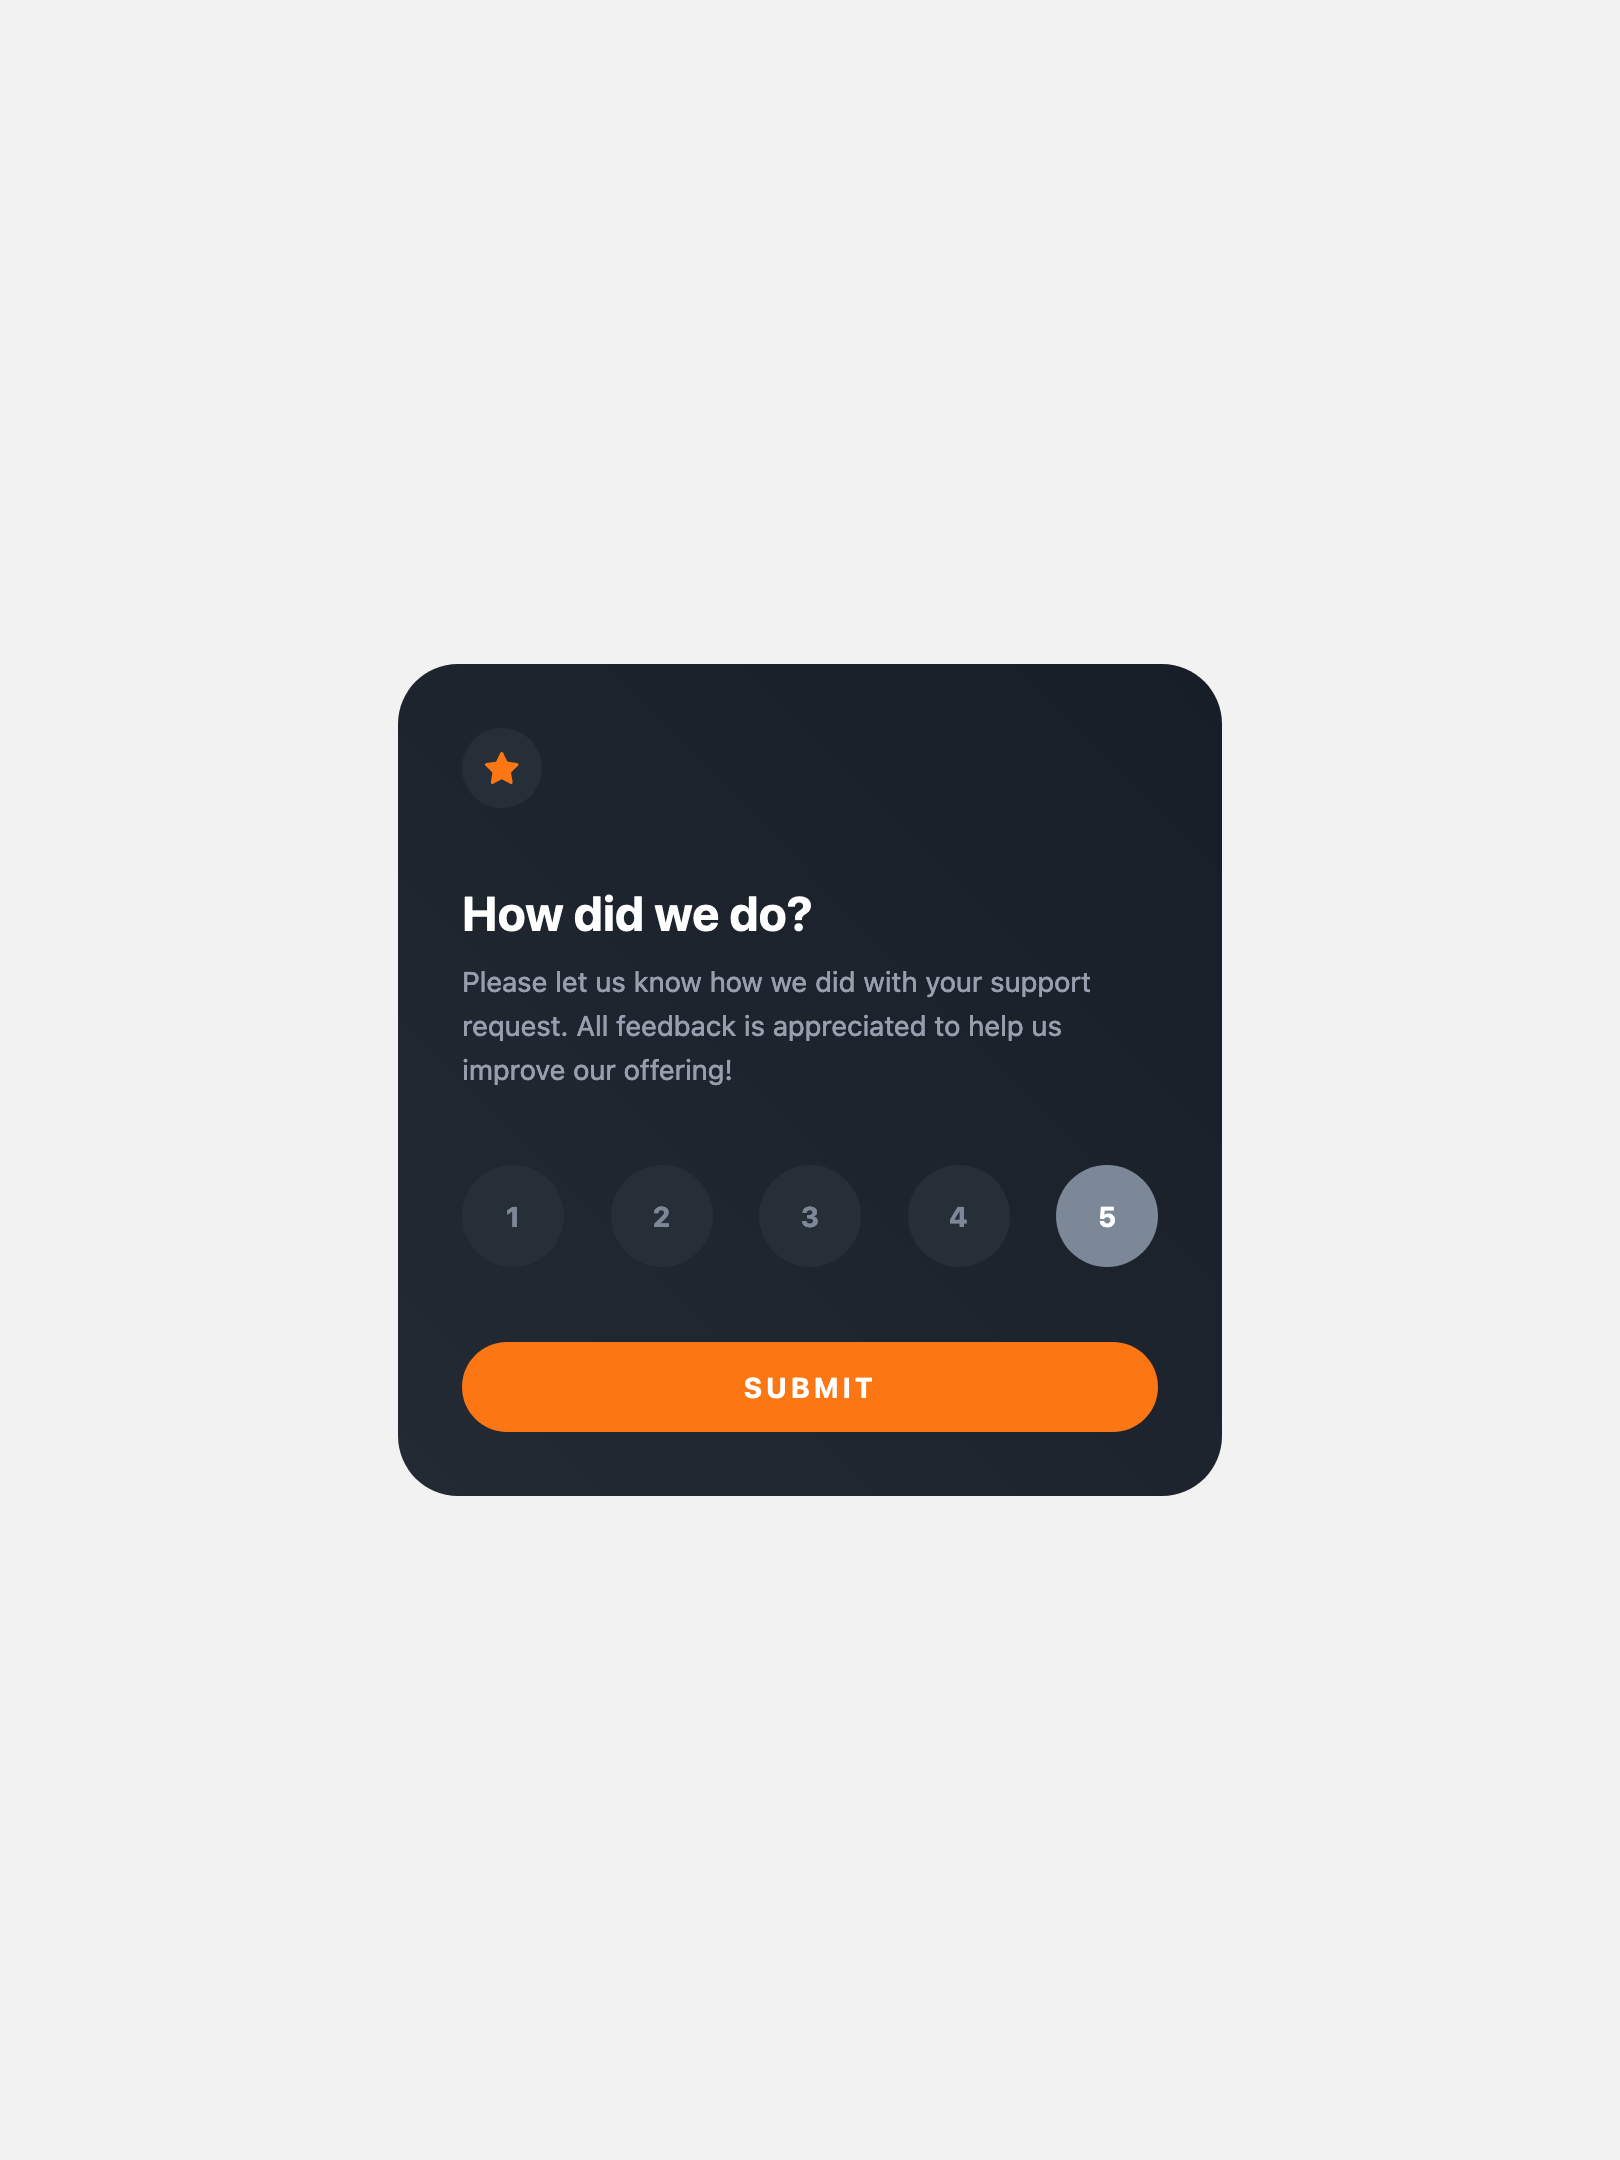 How did we do?
Please let us know how we did with your support
request. All feedback is appreciated to help us
improve our offering!
1 2 3 4 5
SUBMIT